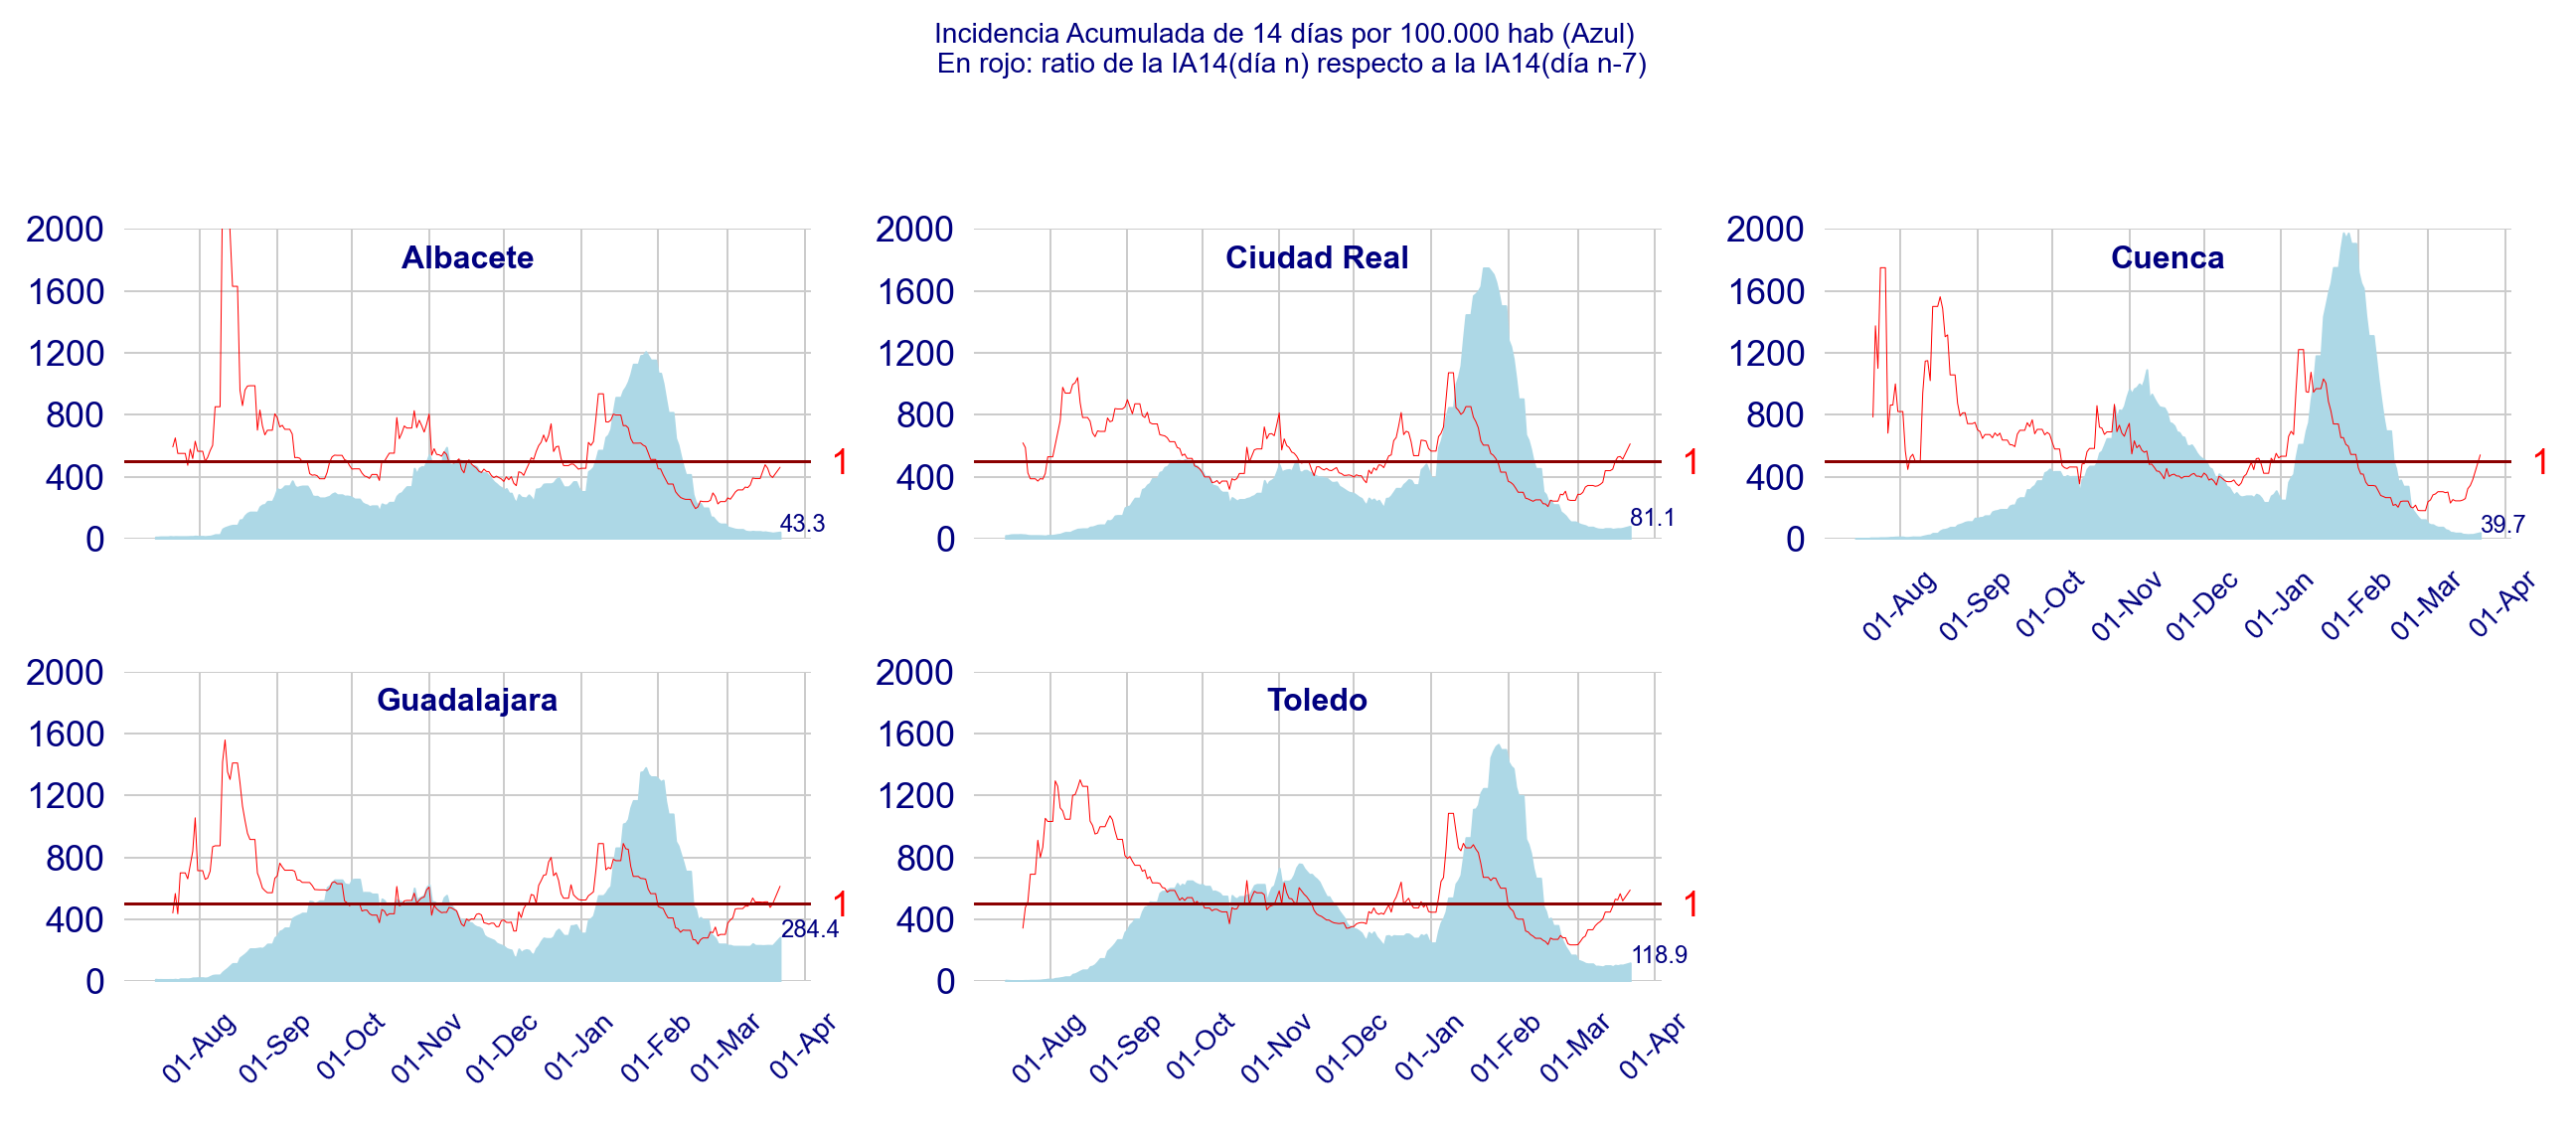 Incidencia Acumulada de 14 días por 100.000 hab (Azul)
En rojo: ratio de la IA14(día n) respecto a la IA14(día n-7)
Albacete
2000
1600
1200
800
400
0
1
43.3
Ciudad Real
2000
1600
1200
800
400
0
1
81.1
Cuenca
2000
1600
1200
800
400
0
1
39.7
01-Aug
01-Sep
01-Oct
01-Nov
01-Dec
01-Jan
01-Feb
01-Mar
01-Apr
Guadalajara
2000
1600
1200
800
400
0
1
284.4
01-Aug
01-Sep
01-Oct
01-Nov
01-Dec
01-Jan
01-Feb
01-Mar
01-Apr
Toledo
2000
1600
1200
800
400
0
1
118.9
01-Aug
01-Sep
01-Oct
01-Nov
01-Dec
01-Jan
01-Feb
01-Mar
01-Apr